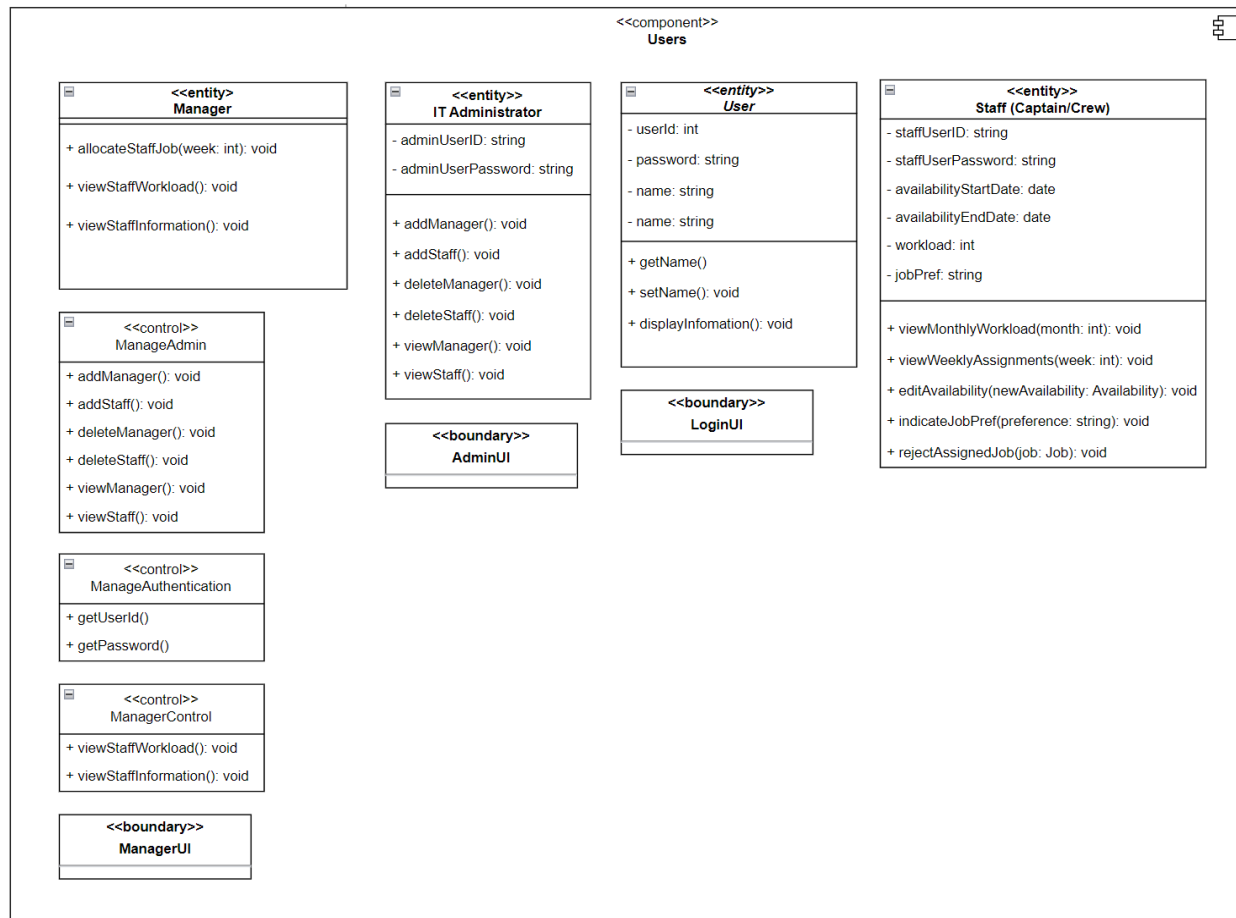 <<component>>
Users
<<entity>
Manager
+ allocateStaffJob(week: int): void
+ viewStaffWorkload(): void
+ viewStaffInformation(): void
<<entity>>
IT Administrator
- adminUserID: string
- adminUserPassword: string
+ addManager(): void
+ addStaff(): void
+ deleteManager(): void
+ deleteStaff(): void
+ viewManager(): void
+ viewStaff(): void
<<entity>>
User
- userId: int
- password: string
- name: string
- name: string
+ getName()
+ setName(): void
+ displayInfomation(): void
<<entity>>
Staff (Captain/Crew)
- staffUserID: string
- staffUserPassword: string
- availabilityStartDate: date
- availabilityEndDate: date
- workload: int
- jobPref: string
+ viewMonthlyWorkload(month: int): void
+ viewWeeklyAssignments(week: int): void
+ editAvailability(newAvailability: Availability): void
+ indicateJobPref(preference: string): void
+ rejectAssignedJob(job: Job): void
<<control>>
ManageAdmin
+ addManager(): void
+ addStaff(): void
+ deleteManager(): void
+ deleteStaff(): void
+ viewManager(): void
+ viewStaff(): void
<<boundary>>
AdminUI
<<boundary>>
LoginUI
<<control>>
ManageAuthentication
+ getUserId()
+ getPassword()
<<control>>
ManagerControl
+ viewStaffWorkload(): void
+ viewStaffInformation(): void
<<boundary>>
ManagerUI